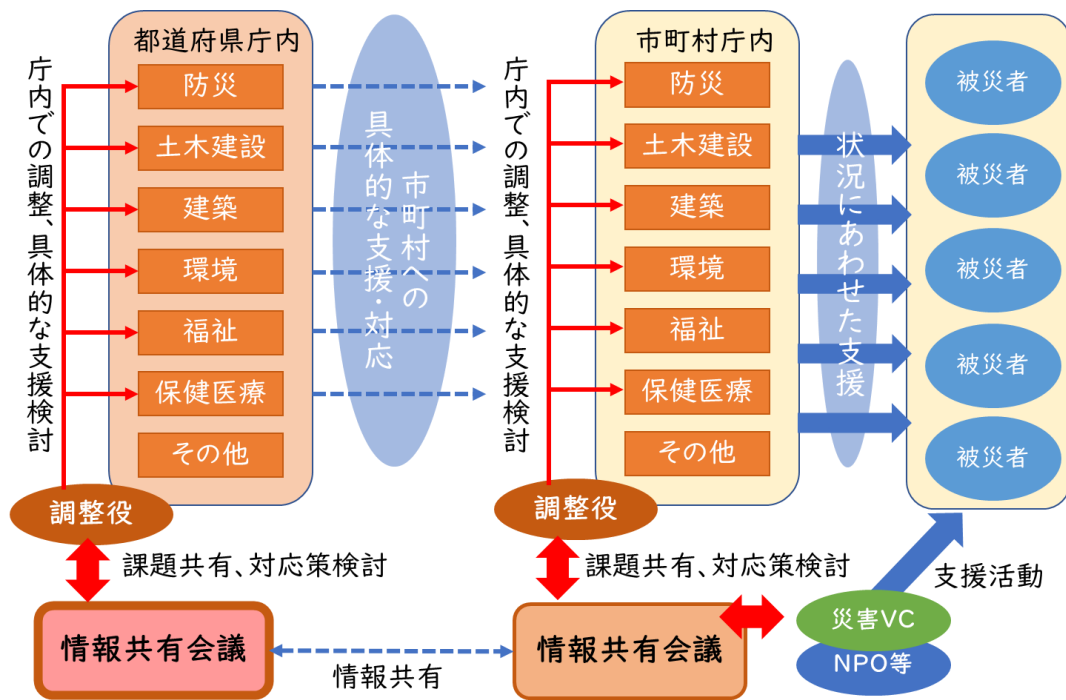 都道府県庁内
庁内での調整、具体的な支援検討
防災
土木建設
建築
環境
福祉
保健医療
その他
調整役
市町村への
具体的な支援・対応
市町村庁内
庁内での調整、具体的な支援検討
防災
土木建設
建築
環境
福祉
保健医療
その他
調整役
状況にあわせた支援
被災者
被災者
被災者
被災者
被災者
課題共有、対応策検討
課題共有、対応策検討
支援活動
情報共有会議
情報共有
情報共有会議
災害VC
NPO等